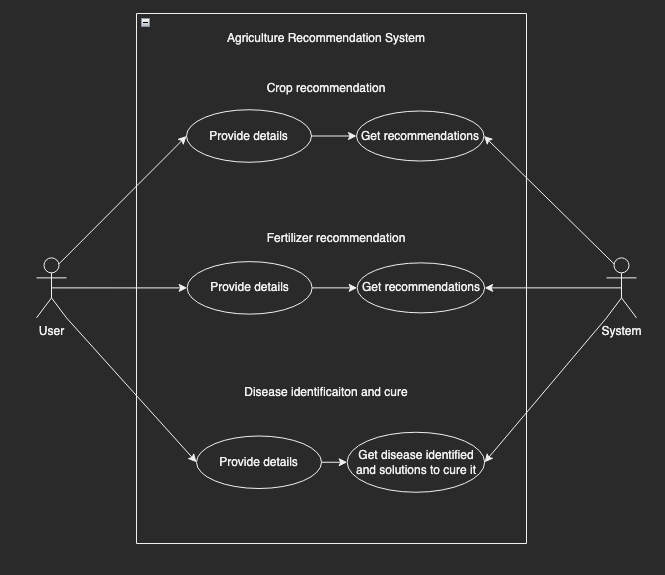 Agriculture Recommendation System
Crop recommendation
Provide details
Get recommendations
Fertilizer recommendation
Provide details
Get recommendations
User
System
Disease identificaiton and cure
Provide details
Get disease identified
and solutions to cure it